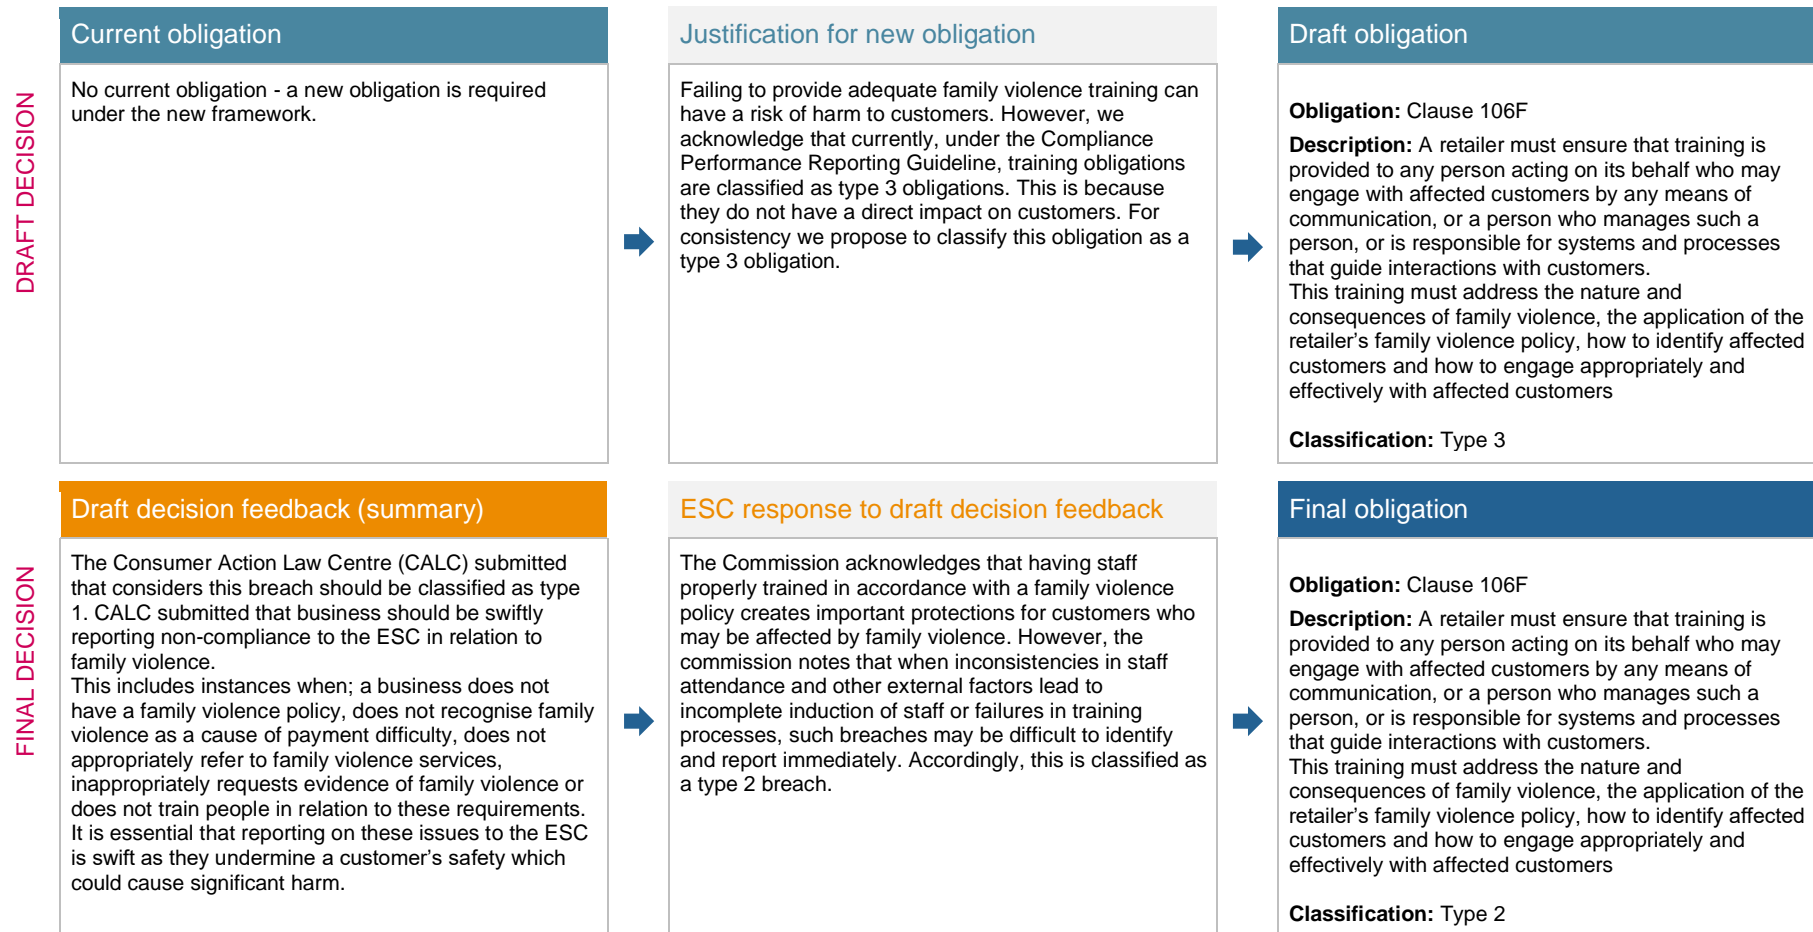 DRAFT DECISION
Current obligation
No current obligation - a new obligation is required
under the new framework.
Justification for new obligation
Failing to provide adequate family violence training can
have a risk of harm to customers. However, we
acknowledge that currently, under the Compliance
Performance Reporting Guideline, training obligations
are classified as type 3 obligations. This is because
they do not have a direct impact on customers. For
consistency we propose to classify this obligation as a
type 3 obligation.
Draft obligation
Obligation: Clause 106F
Description: A retailer must ensure that training is
provided to any person acting on its behalf who may
engage with affected customers by any means of
communication, or a person who manages such a
person, or is responsible for systems and processes
that guide interactions with customers.
This training must address the nature and
consequences of family violence, the application of the
retailer's family violence policy, how to identify affected
customers and how to engage appropriately and
effectively with affected customers
Classification: Type 3
FINAL DECISION
Draft decision feedback (summary)
The Consumer Action Law Centre (CALC) submitted
that considers this breach should be classified as type
1. CALC submitted that business should be swiftly
reporting non-compliance to the ESC in relation to
family violence.
This includes instances when; a business does not
have a family violence policy, does not recognise family
violence as a cause of payment difficulty, does not
appropriately refer to family violence services,
inappropriately requests evidence of family violence or
does not train people in relation to these requirements.
It is essential that reporting on these issues to the ESC
is swift as they undermine a customer's safety which
could cause significant harm.
ESC response to draft decision feedback
The Commission acknowledges that having staff
properly trained in accordance with a family violence
policy creates important protections for customers who
may be affected by family violence. However, the
commission notes that when inconsistencies in staff
attendance and other external factors lead to
incomplete induction of staff or failures in training
processes, such breaches may be difficult to identify
and report immediately. Accordingly, this is classified as
a type 2 breach.
Final obligation
Obligation: Clause 106F
Description: A retailer must ensure that training is
provided to any person acting on its behalf who may
engage with affected customers by any means of
communication, or a person who manages such a
person, or is responsible for systems and processes
that guide interactions with customers.
This training must address the nature and
consequences of family violence, the application of the
retailer's family violence policy, how to identify affected
customers and how to engage appropriately and
effectively with affected customers
Classification: Type 2